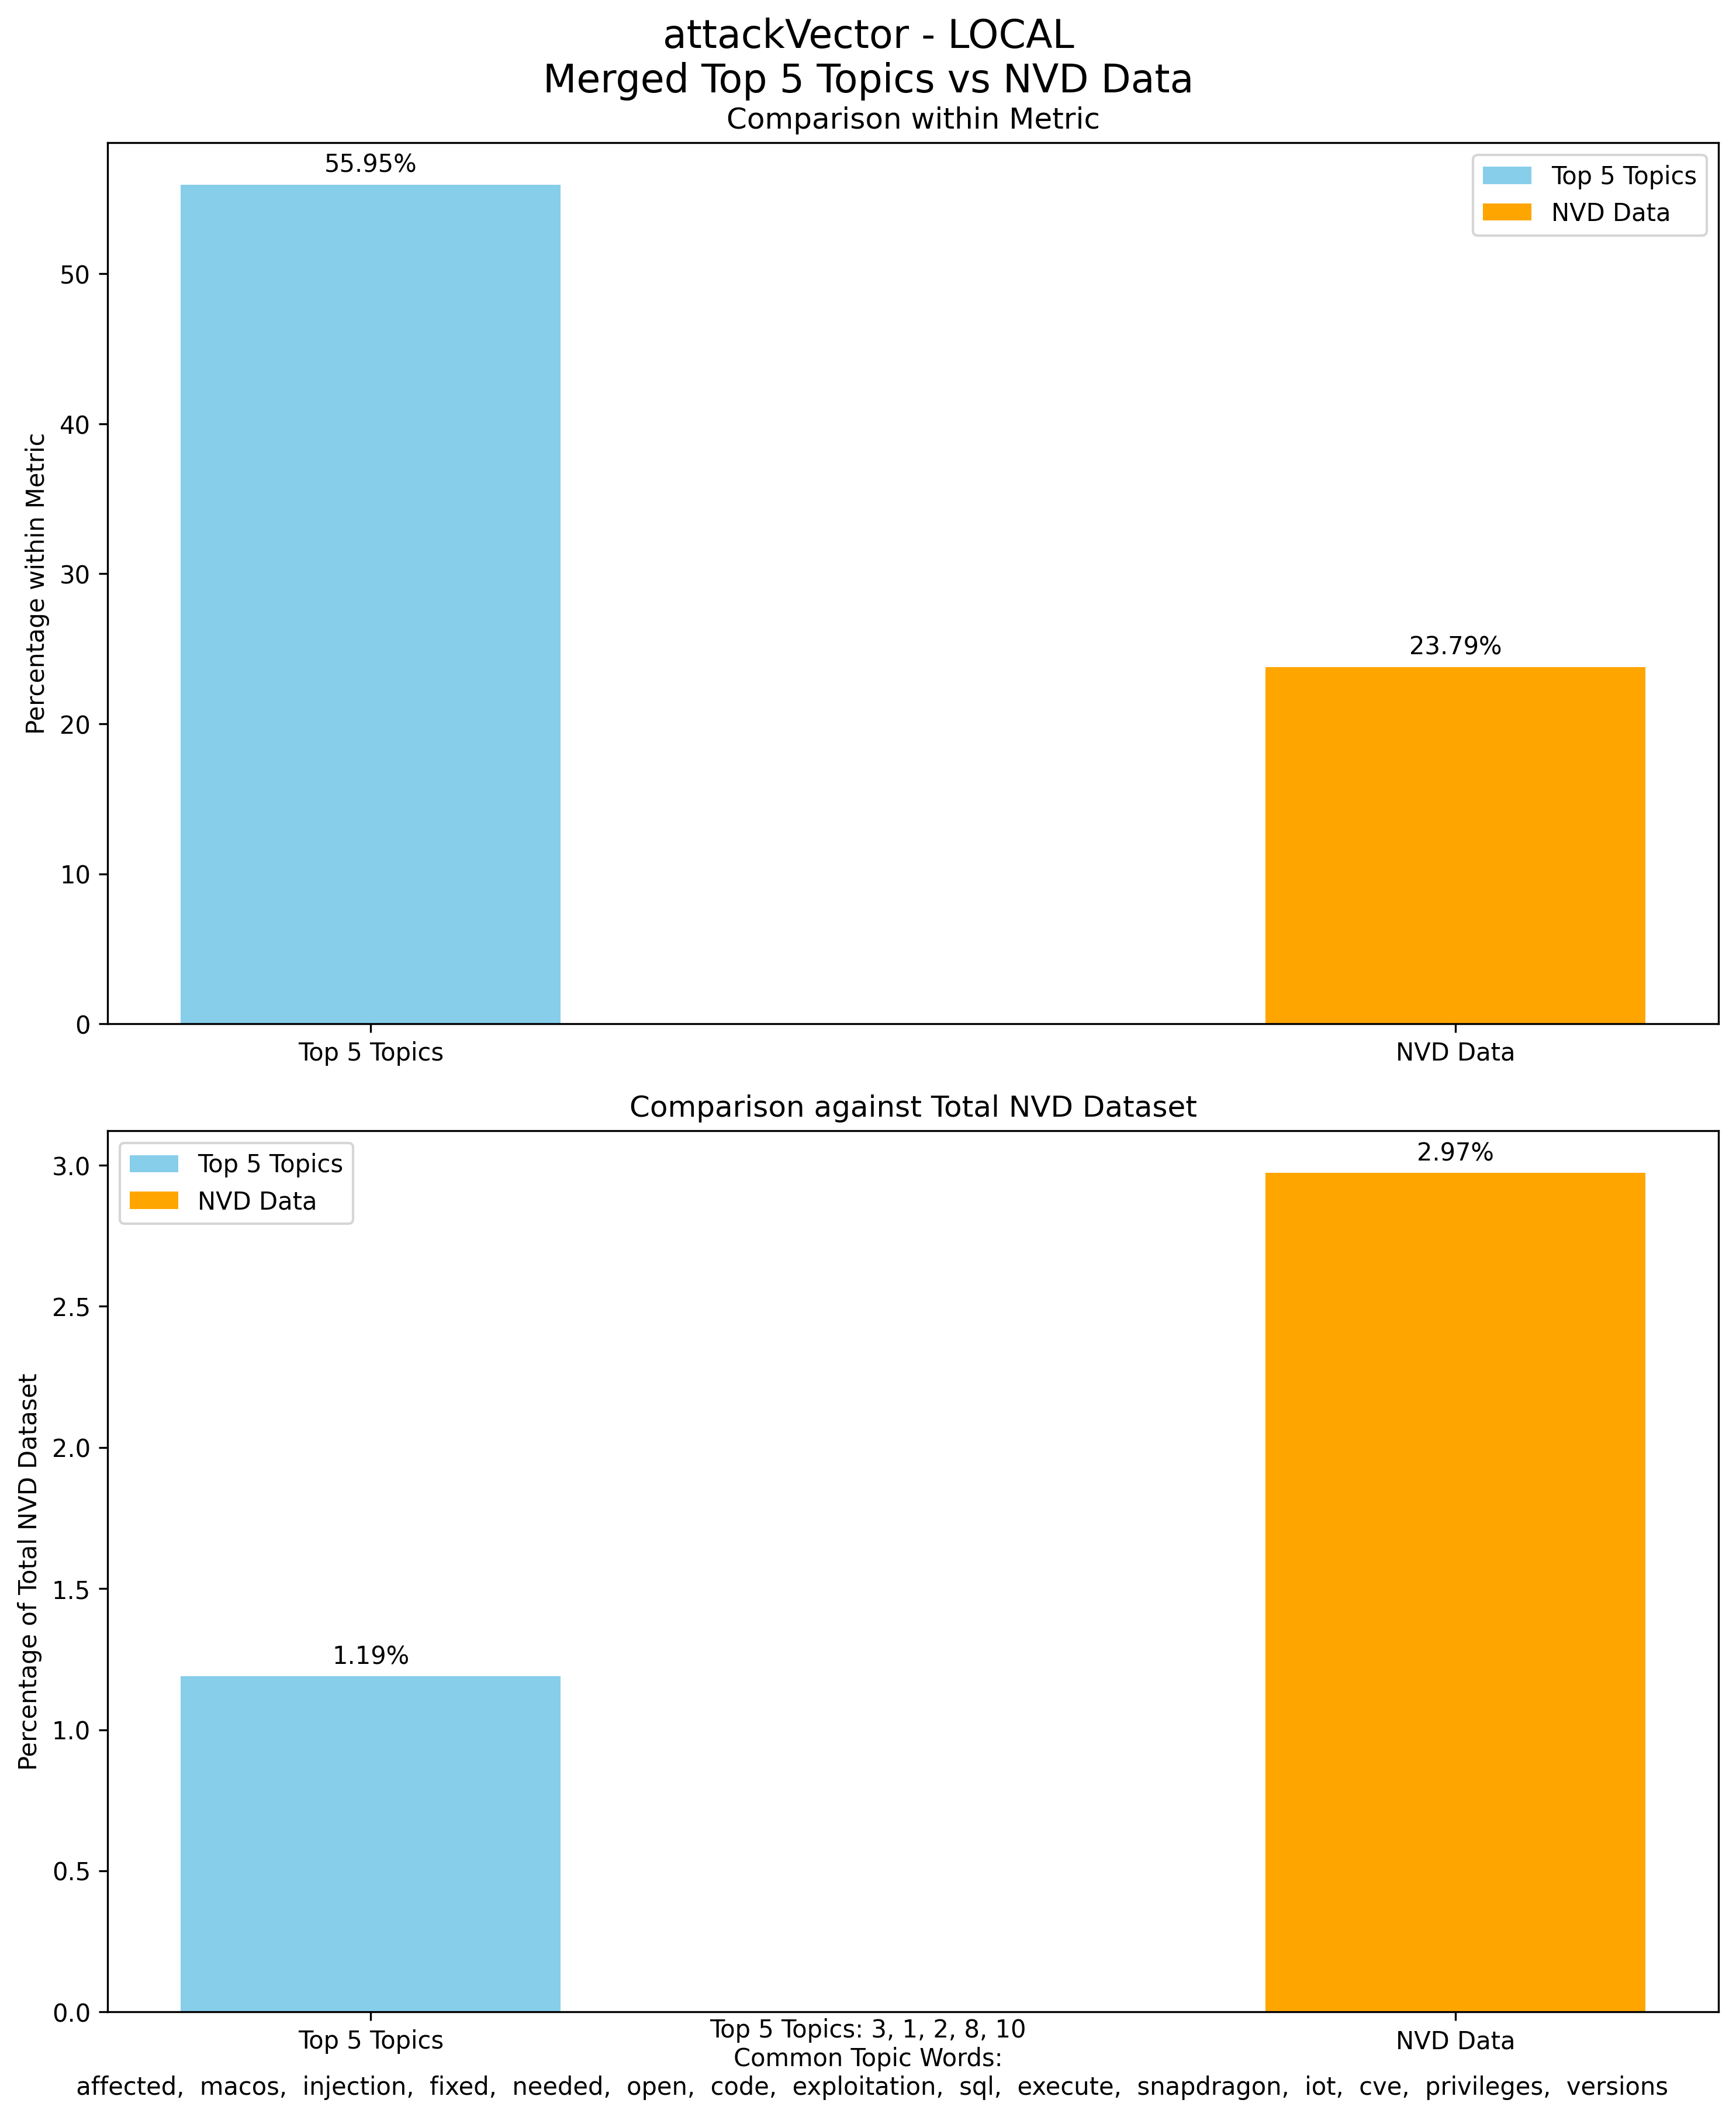 attackVector - LOCAL
Merged Top 5 Topics vs NVD Data
Comparison within Metric
55.95%
Top 5 Topics
NVD Data
50
40
30
20
10
0
Percentage within Metric
23.79%
Top 5 Topics
NVD Data
Comparison against Total NVD Dataset
Top 5 Topics
NVD Data
2.97%
3.0
2.5
2.0
1.5
1.0
0.5
0.0
Percentage of Total NVD Dataset
1.19%
Top 5 Topics
NVD Data
Top 5 Topics: 3, 1, 2, 8, 10
Common Topic Words:
affected, macos, injection, fixed, needed, open, code, exploitation, sql, execute, snapdragon, iot, cve, privileges, versions